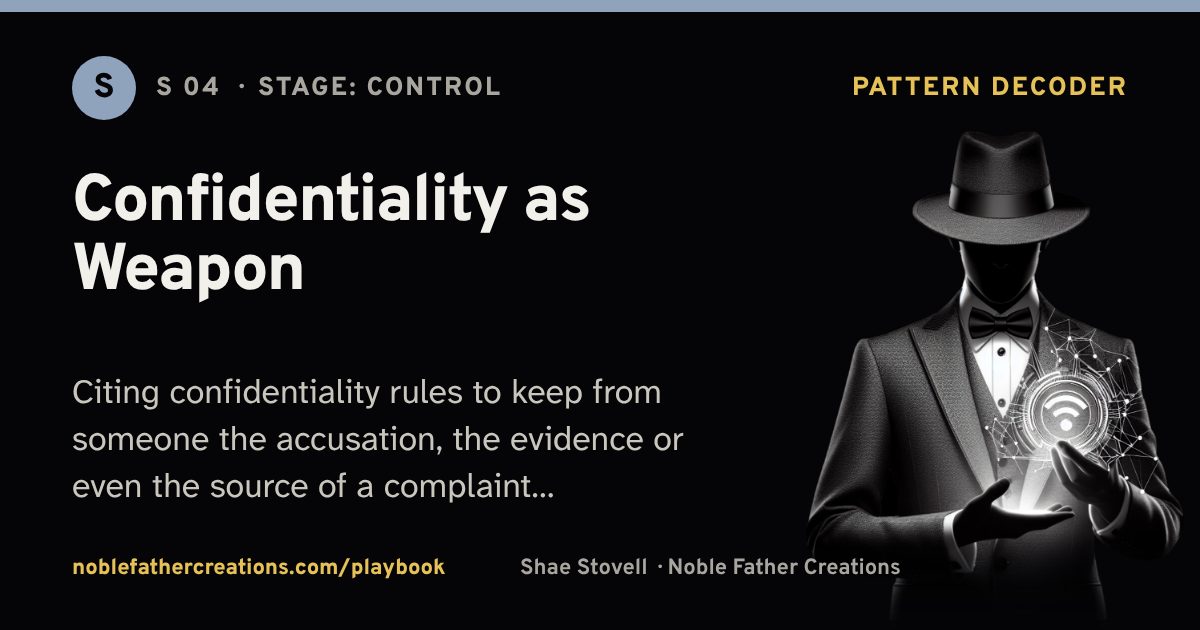 S
S 04 · STAGE: CONTROL
PATTERN DECODER
Confidentiality as
Weapon
Citing confidentiality rules to keep from
someone the accusation, the evidence or
even the source of a complaint...
noblefathercreations.com/playbook
Shae Stovell · Noble Father Creations